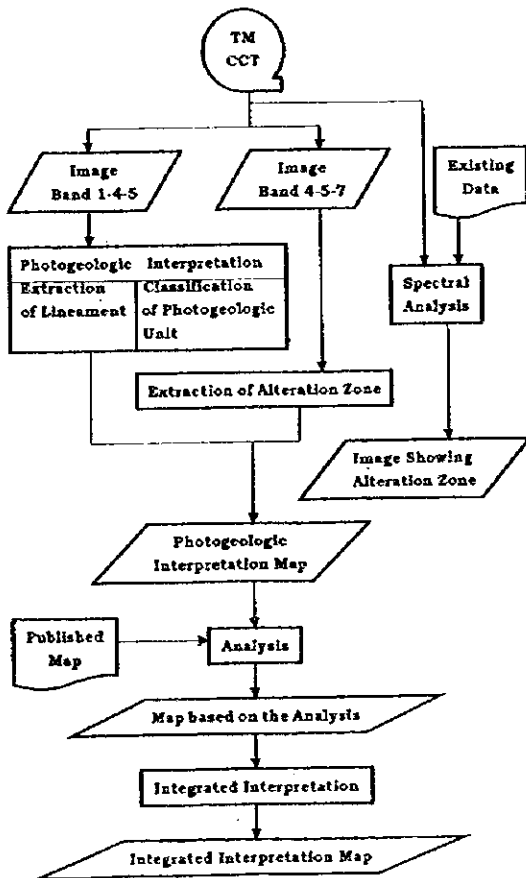 TM
CCT
Image
Band 1·4-5
Image
Band 4-5-7
Existing
Data
Photogeologic Interpretation
Extraction
of Lineament
Classification
of Photogeologic
Unit
Spectral
Analysis
Extraction of Alteration Zone
Image Showing
Alteration Zone
Photogeologic
Interpretation Map
Published
Map
Analysis
Map based on the Analysis
Integrated Interpretation
Integrated Interpretation Map